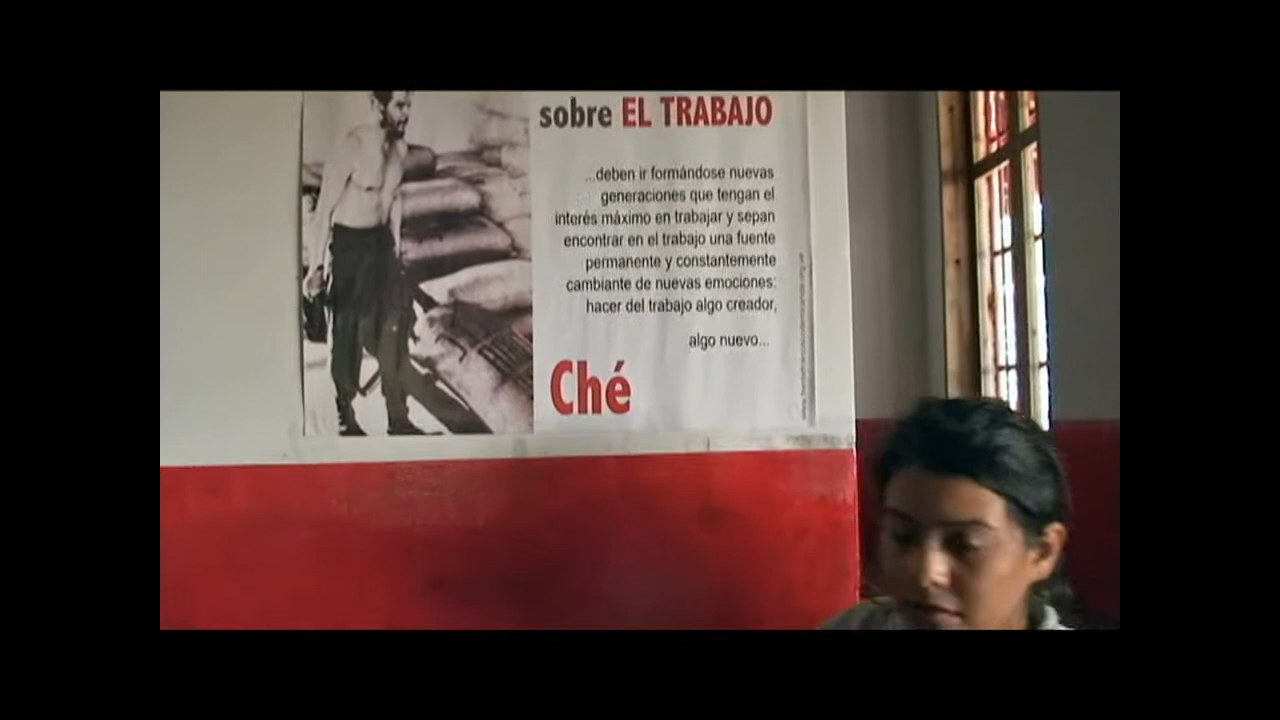 sobre EL TRABAJO
...deben ir formándose nuevas
generaciones que tengan el
interés máximo en trabajar y sepan
encontrar en el trabajo una fuente
permanente y constantemente
cambiante de nuevas emociones:
hacer del trabajo algo creador,
algo nuevo...
Ché